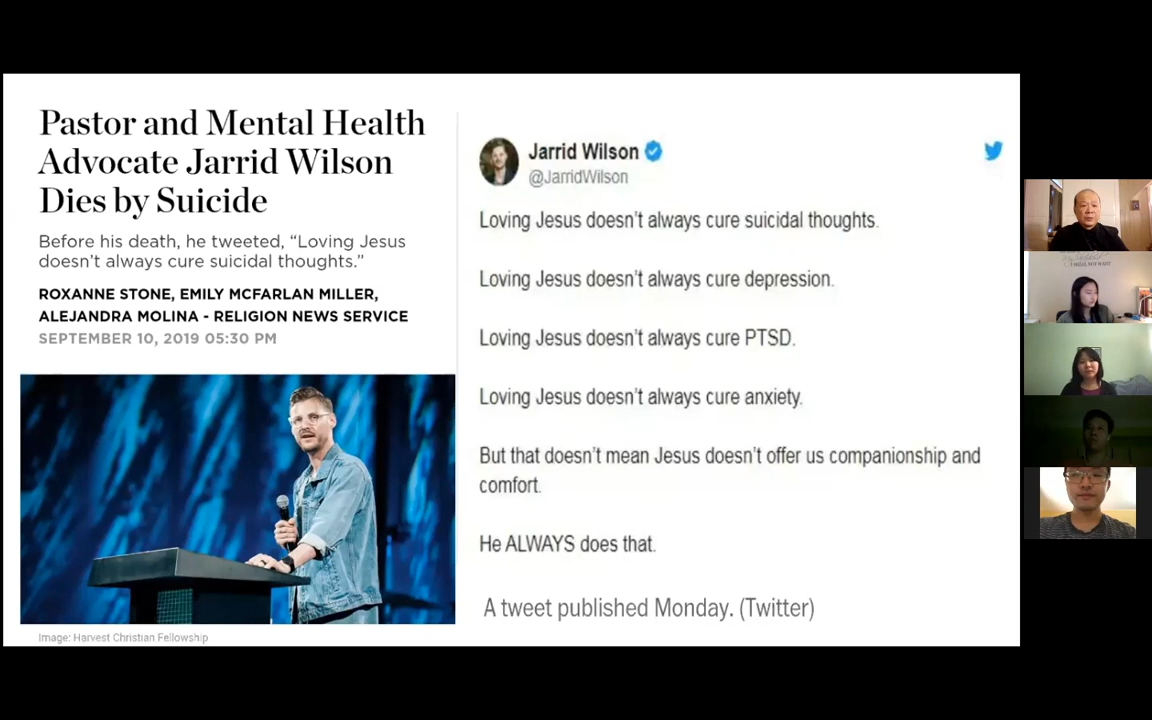 Pastor and Mental Health
Advocate Jarrid Wilson
Dies by Suicide
Before his death, he tweeted, “Loving Jesus
doesn’t always cure suicidal thoughts.”
ROXANNE STONE, EMILY MCFARLAN MILLER,
ALEJANDRA MOLINA - RELIGION NEWS SERVICE
SEPTEMBER 10, 2019 05:30 PM
Image: Harvest Christian Fellowship
Jarrid Wilson
@JarridWilson
Loving Jesus doesn’t always cure suicidal thoughts.
Loving Jesus doesn’t always cure depression.
Loving Jesus doesn’t always cure PTSD.
Loving Jesus doesn’t always cure anxiety.
But that doesn’t mean Jesus doesn’t offer us companionship and
comfort.
He ALWAYS does that.
A tweet published Monday. (Twitter)